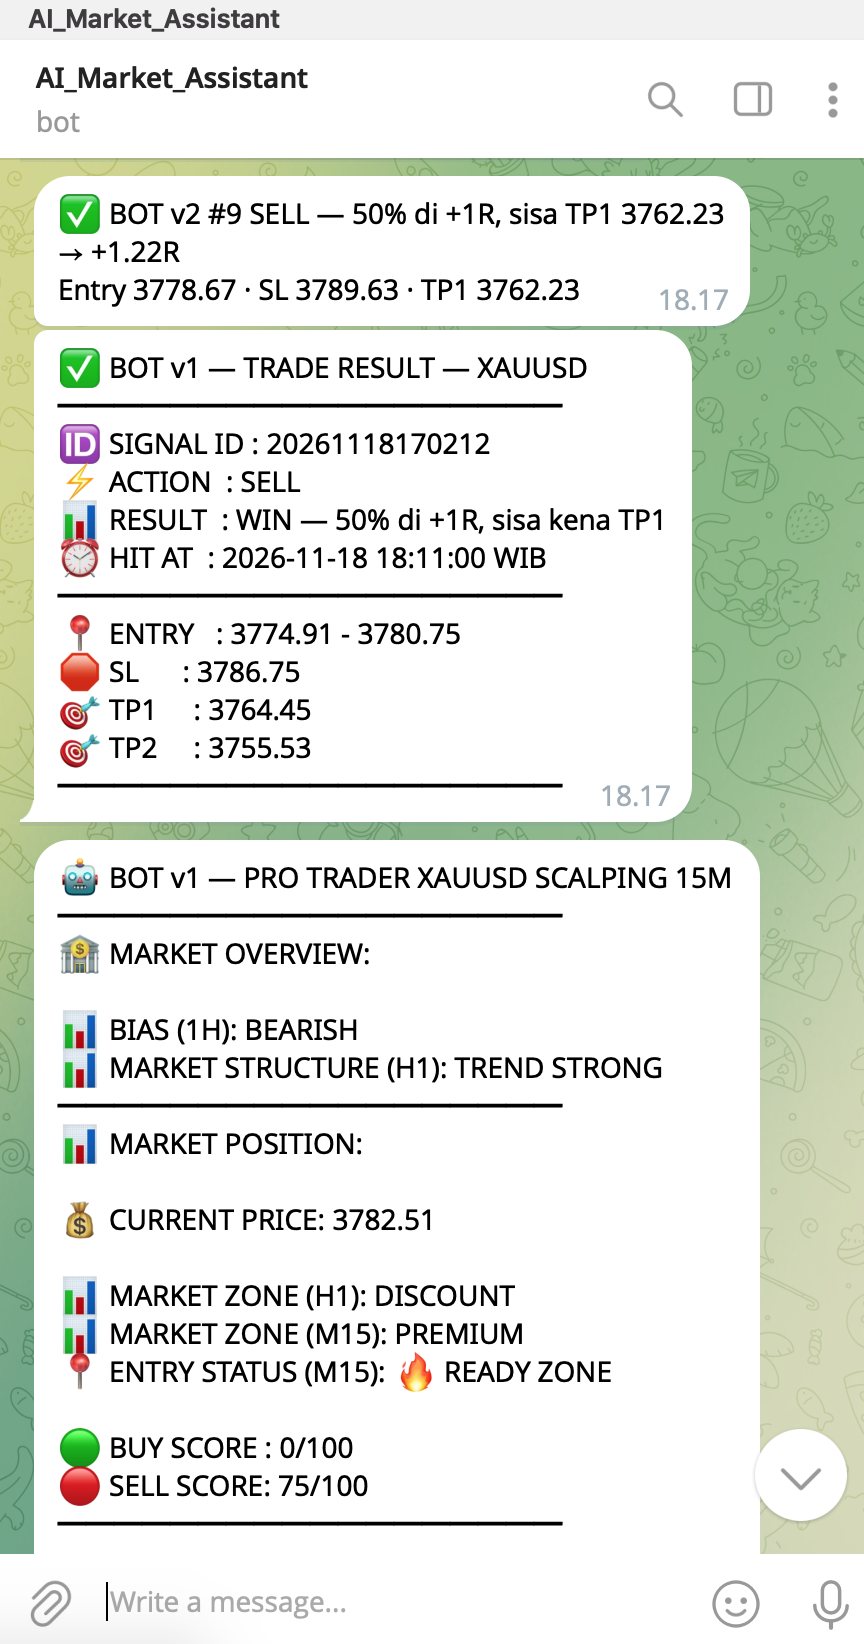 AI_Market_Assistant
AI_Market_Assistant
bot
✅ BOT v2 #9 SELL — 50% di +1R, sisa TP1 3762.23
→ +1.22R
Entry 3778.67 · SL 3789.63 · TP1 3762.23
18.17
✅ BOT v1 — TRADE RESULT — XAUUSD
🆔 SIGNAL ID : 20261118170212
⚡ ACTION : SELL
📊 RESULT : WIN — 50% di +1R, sisa kena TP1
⏰ HIT AT : 2026-11-18 18:11:00 WIB
📍 ENTRY : 3774.91 - 3780.75
🛑 SL : 3786.75
🎯 TP1 : 3764.45
🎯 TP2 : 3755.53
18.17
🤖 BOT v1 — PRO TRADER XAUUSD SCALPING 15M
🏦 MARKET OVERVIEW:
📊 BIAS (1H): BEARISH
📊 MARKET STRUCTURE (H1): TREND STRONG
📊 MARKET POSITION:
💰 CURRENT PRICE: 3782.51
📊 MARKET ZONE (H1): DISCOUNT
📊 MARKET ZONE (M15): PREMIUM
📍 ENTRY STATUS (M15): 🔥 READY ZONE
🟢 BUY SCORE : 0/100
🔴 SELL SCORE: 75/100
Write a message...